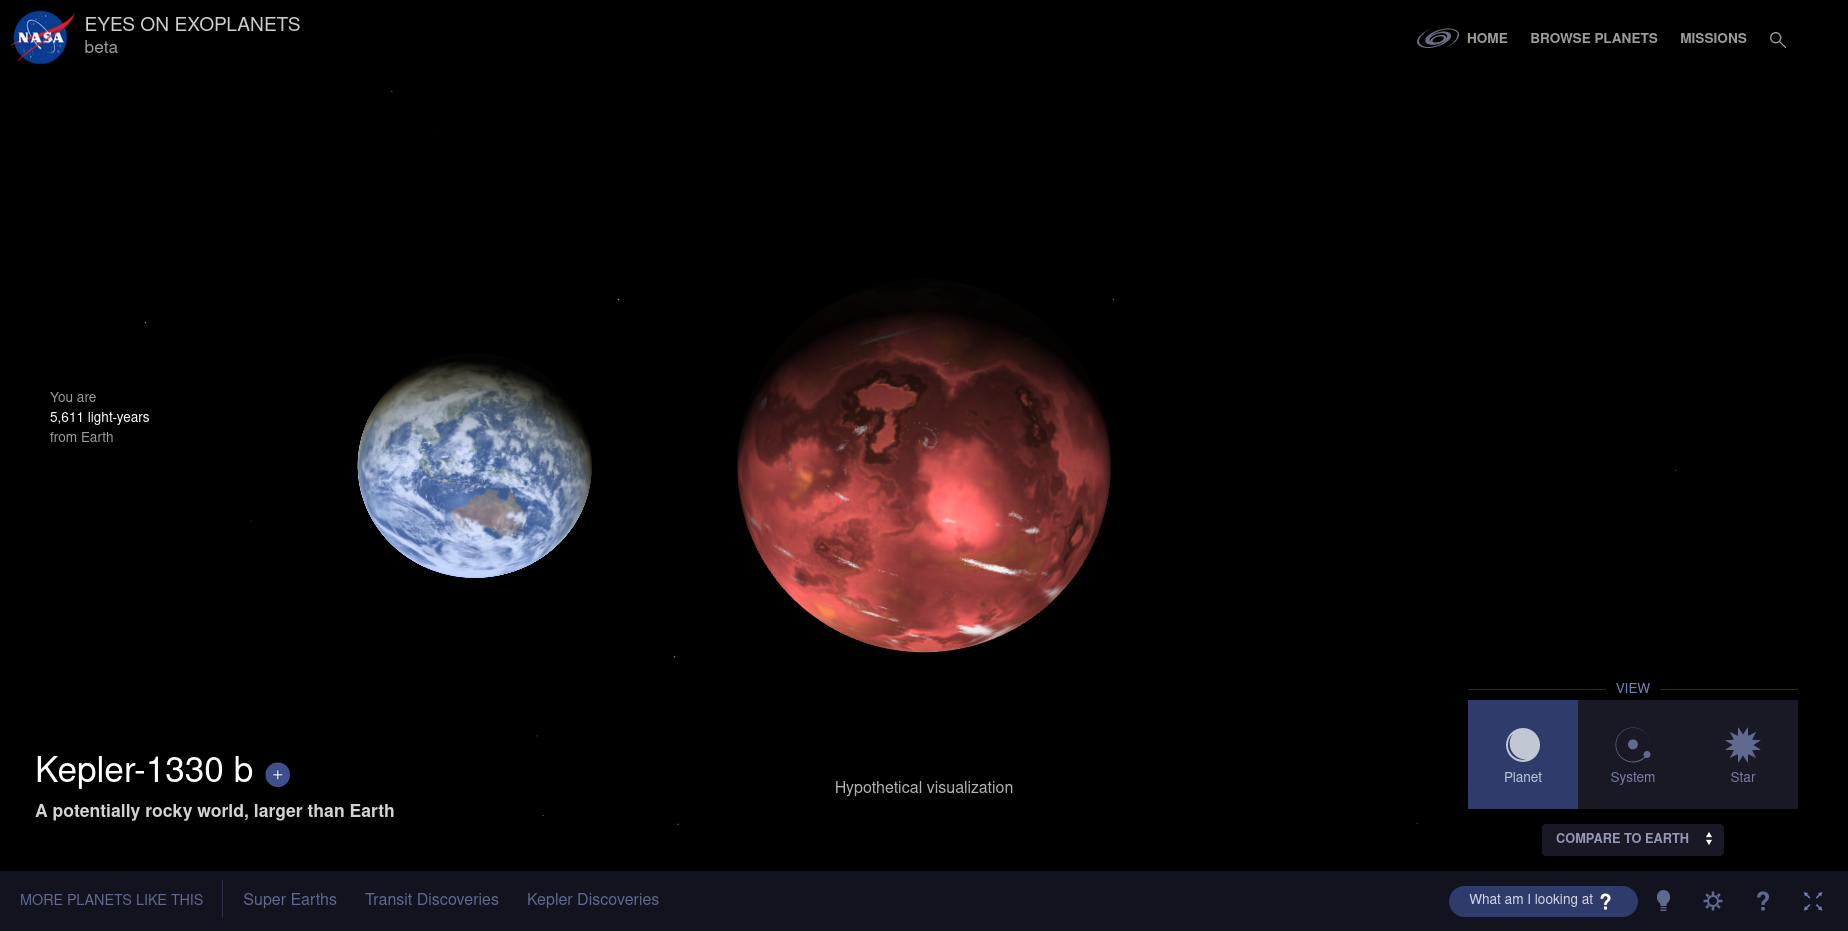 NASA
EYES ON EXOPLANETS
beta
HOME
BROWSE PLANETS
MISSIONS
You are
5,611 light-years
from Earth
VIEW
Planet
System
Star
Kepler-1330 b +
A potentially rocky world, larger than Earth
Hypothetical visualization
COMPARE TO EARTH
MORE PLANETS LIKE THIS
Super Earths
Transit Discoveries
Kepler Discoveries
What am I looking at ?
?